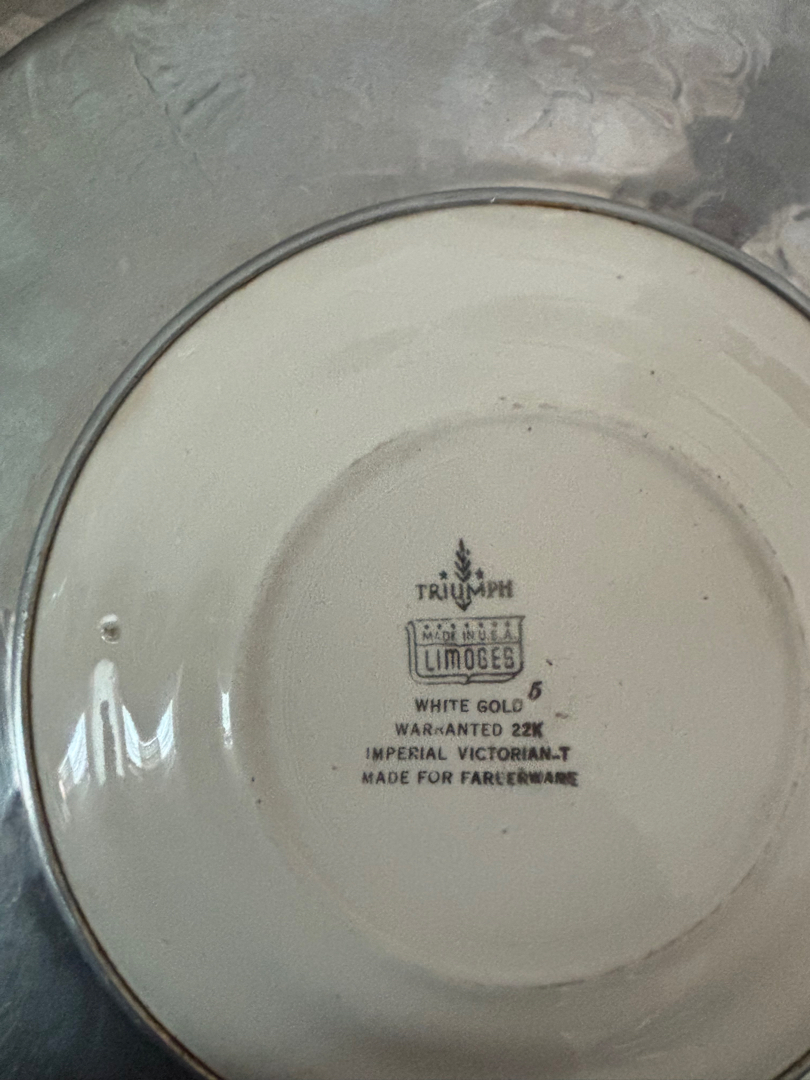 TRIUMPH
MADE IN U.S.A.
LIMOGES
WHITE GOLD 5
WARRANTED 22K
IMPERIAL VICTORIAN-T
MADE FOR FARBERWARE